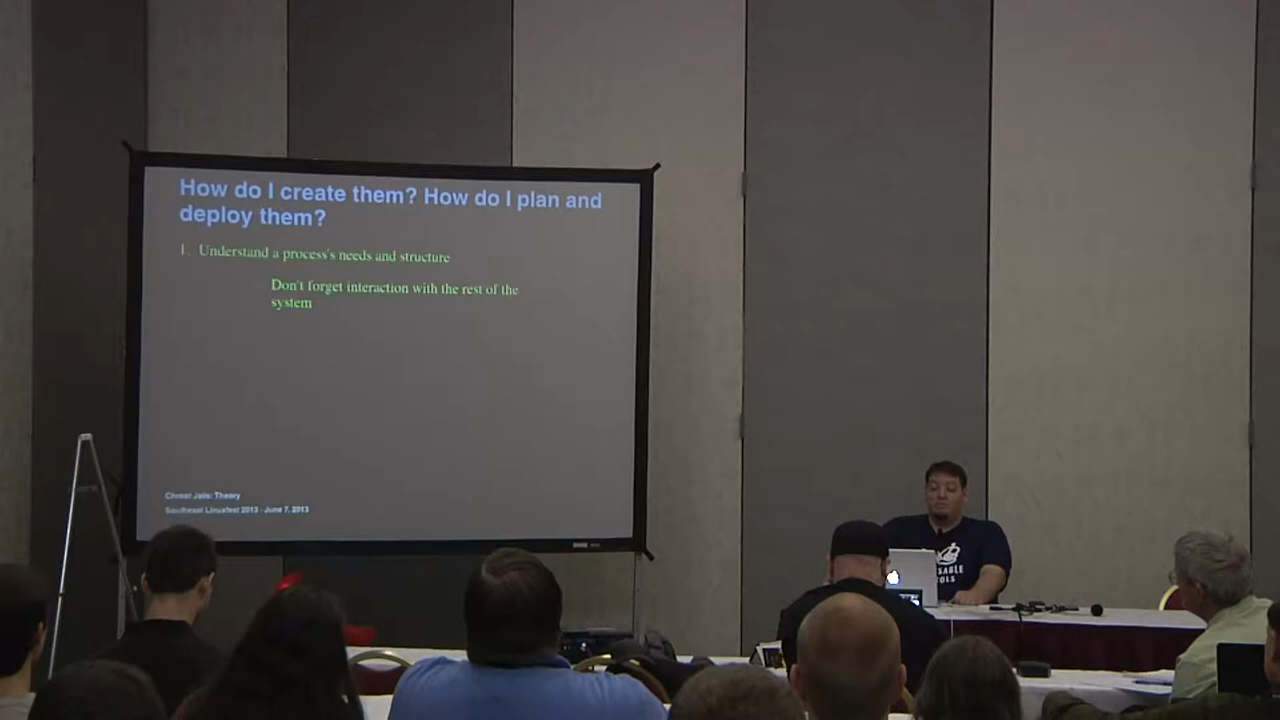 How do I create them? How do I plan and
deploy them?
1. Understand a process's needs and structure
Don't forget interaction with the rest of the
system
Chroot Jails: Theory
Southeast Linuxfest 2013 - June 7, 2013